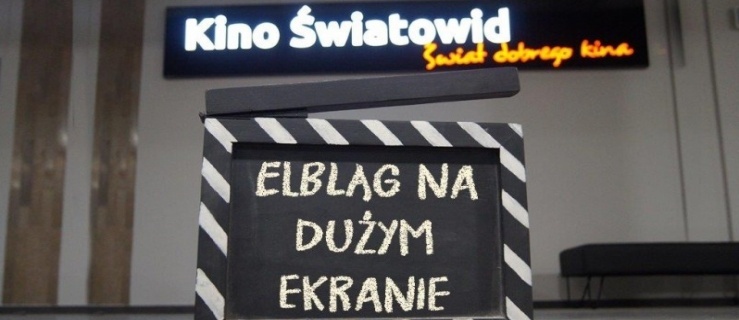 Kino Światowid
Świat dobrego kina
ELBLĄG NA
DUŻYM
EKRANIE